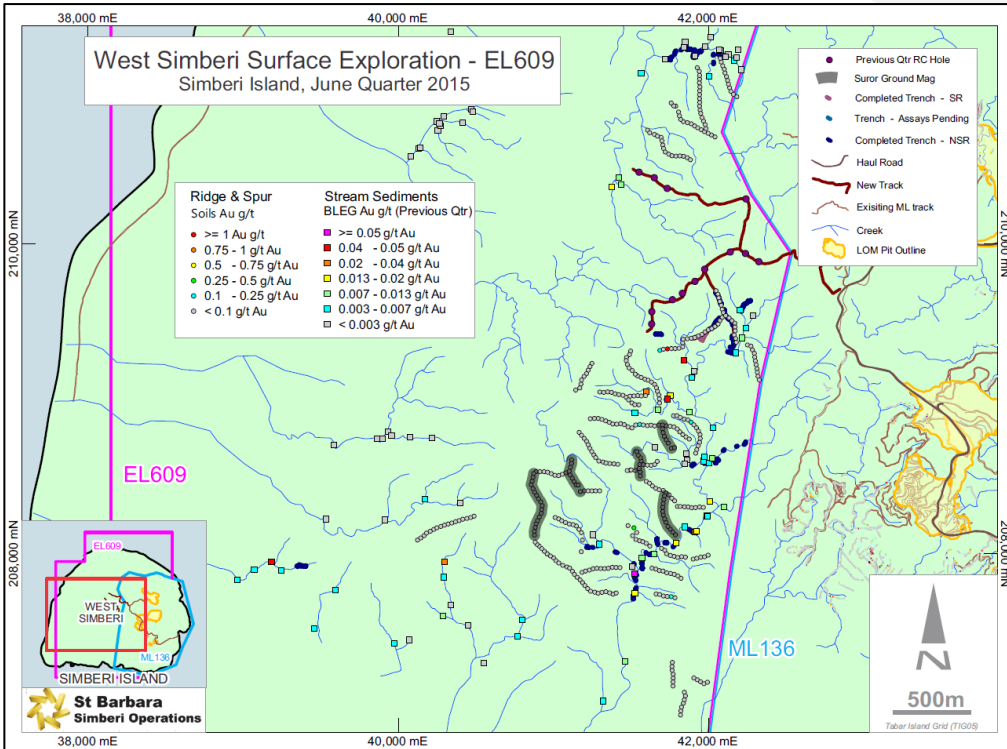 38,000 mE
40,000 mE
42,000 mE
West Simberi Surface Exploration - EL609
Simberi Island, June Quarter 2015
Previous Qtr RC Hole
Suror Ground Mag
Completed Trench - SR
Trench - Assays Pending
Completed Trench - NSR
Haul Road
New Track
Exisiting ML track
Creek
LOM Pit Outline
Ridge & Spur
Soils Au g/t
>= 1 Au g/t
0.75 - 1 g/t Au
0.5 - 0.75 g/t Au
0.25 - 0.5 g/t Au
0.1 - 0.25 g/t Au
< 0.1 g/t Au
Stream Sediments
BLEG Au g/t (Previous Qtr)
>= 0.05 g/t Au
0.04 - 0.05 g/t Au
0.02 - 0.04 g/t Au
0.013 - 0.02 g/t Au
0.007 - 0.013 g/t Au
0.003 - 0.007 g/t Au
< 0.003 g/t Au
210,000 mN
210,000 mN
EL609
208,000 mN
208,000 mN
EL609
WEST
SIMBERI
ML136
SIMBERI ISLAND
ML136
N
500m
Tabar Island Grid (TIG05)
St Barbara
Simberi Operations
38,000 mE
40,000 mE
42,000 mE